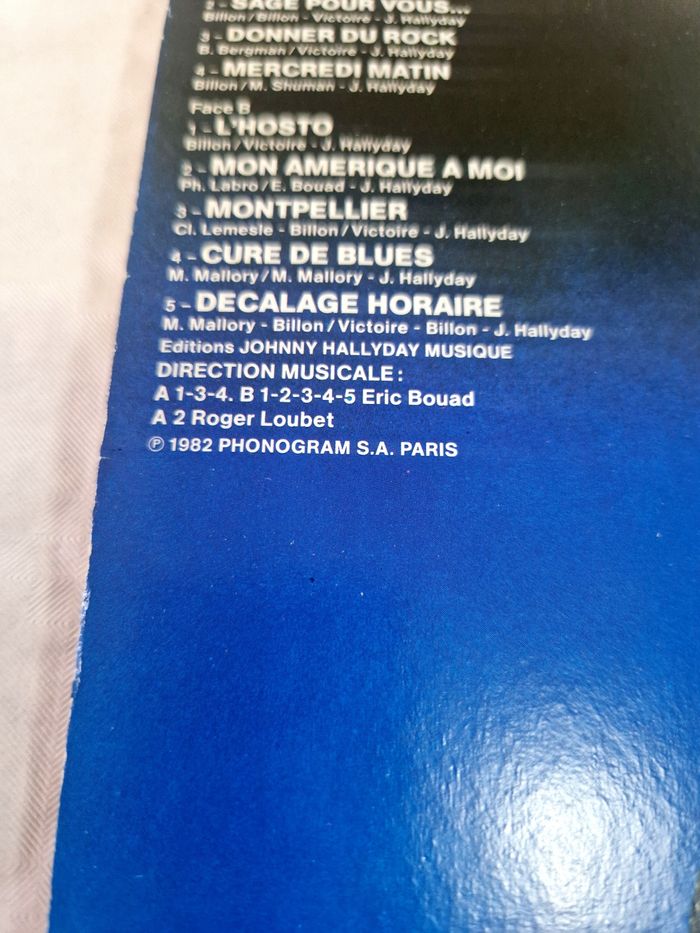 2 - SAGE POUR VOUS...
Billon/Billon - Victoire - J. Hallyday
3 - DONNER DU ROCK
B. Bergman/Victoire - J. Hallyday
4 - MERCREDI MATIN
Billon/M. Shuman - J. Hallyday
Face B
1 - L'HOSTO
Billon/Victoire - J. Hallyday
2 - MON AMERIQUE A MOI
Ph. Labro/E. Bouad - J. Hallyday
3 - MONTPELLIER
Cl. Lemesle - Billon/Victoire - J. Hallyday
4 - CURE DE BLUES
M. Mallory/M. Mallory - J. Hallyday
5 - DECALAGE HORAIRE
M. Mallory - Billon/Victoire - Billon - J. Hallyday
Editions JOHNNY HALLYDAY MUSIQUE
DIRECTION MUSICALE :
A 1-3-4. B 1-2-3-4-5 Eric Bouad
A 2 Roger Loubet
℗ 1982 PHONOGRAM S.A. PARIS